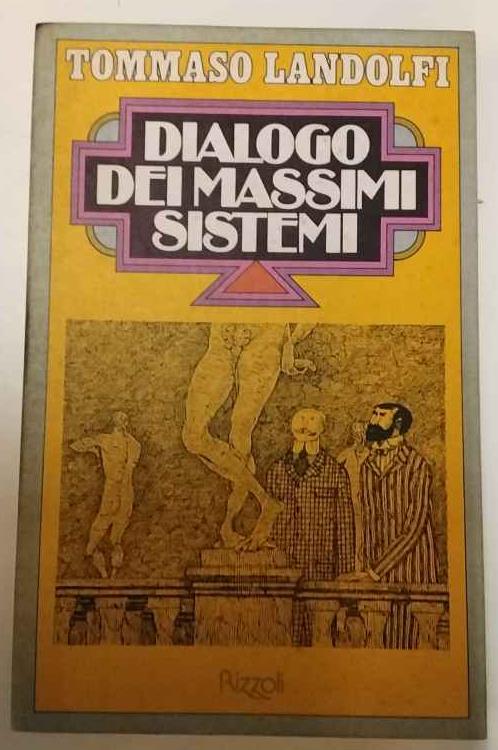 TOMMASO LANDOLFI
DIALOGO
DEI MASSIMI
SISTEMI
Rizzoli